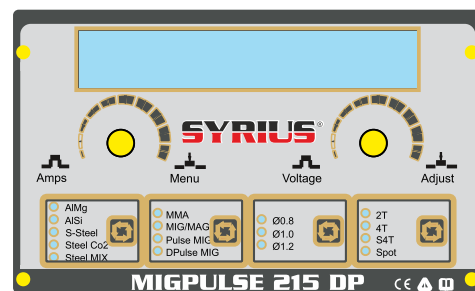 SYRIUS®
Amps
Menu
Voltage
Adjust
AlMg
AlSi
S-Steel
Steel Co2
Steel MIX
MMA
MIG/MAG
Pulse MIG
DPulse MIG
Ø0.8
Ø1.0
Ø1.2
2T
4T
S4T
Spot
MIGPULSE 215 DP
CE